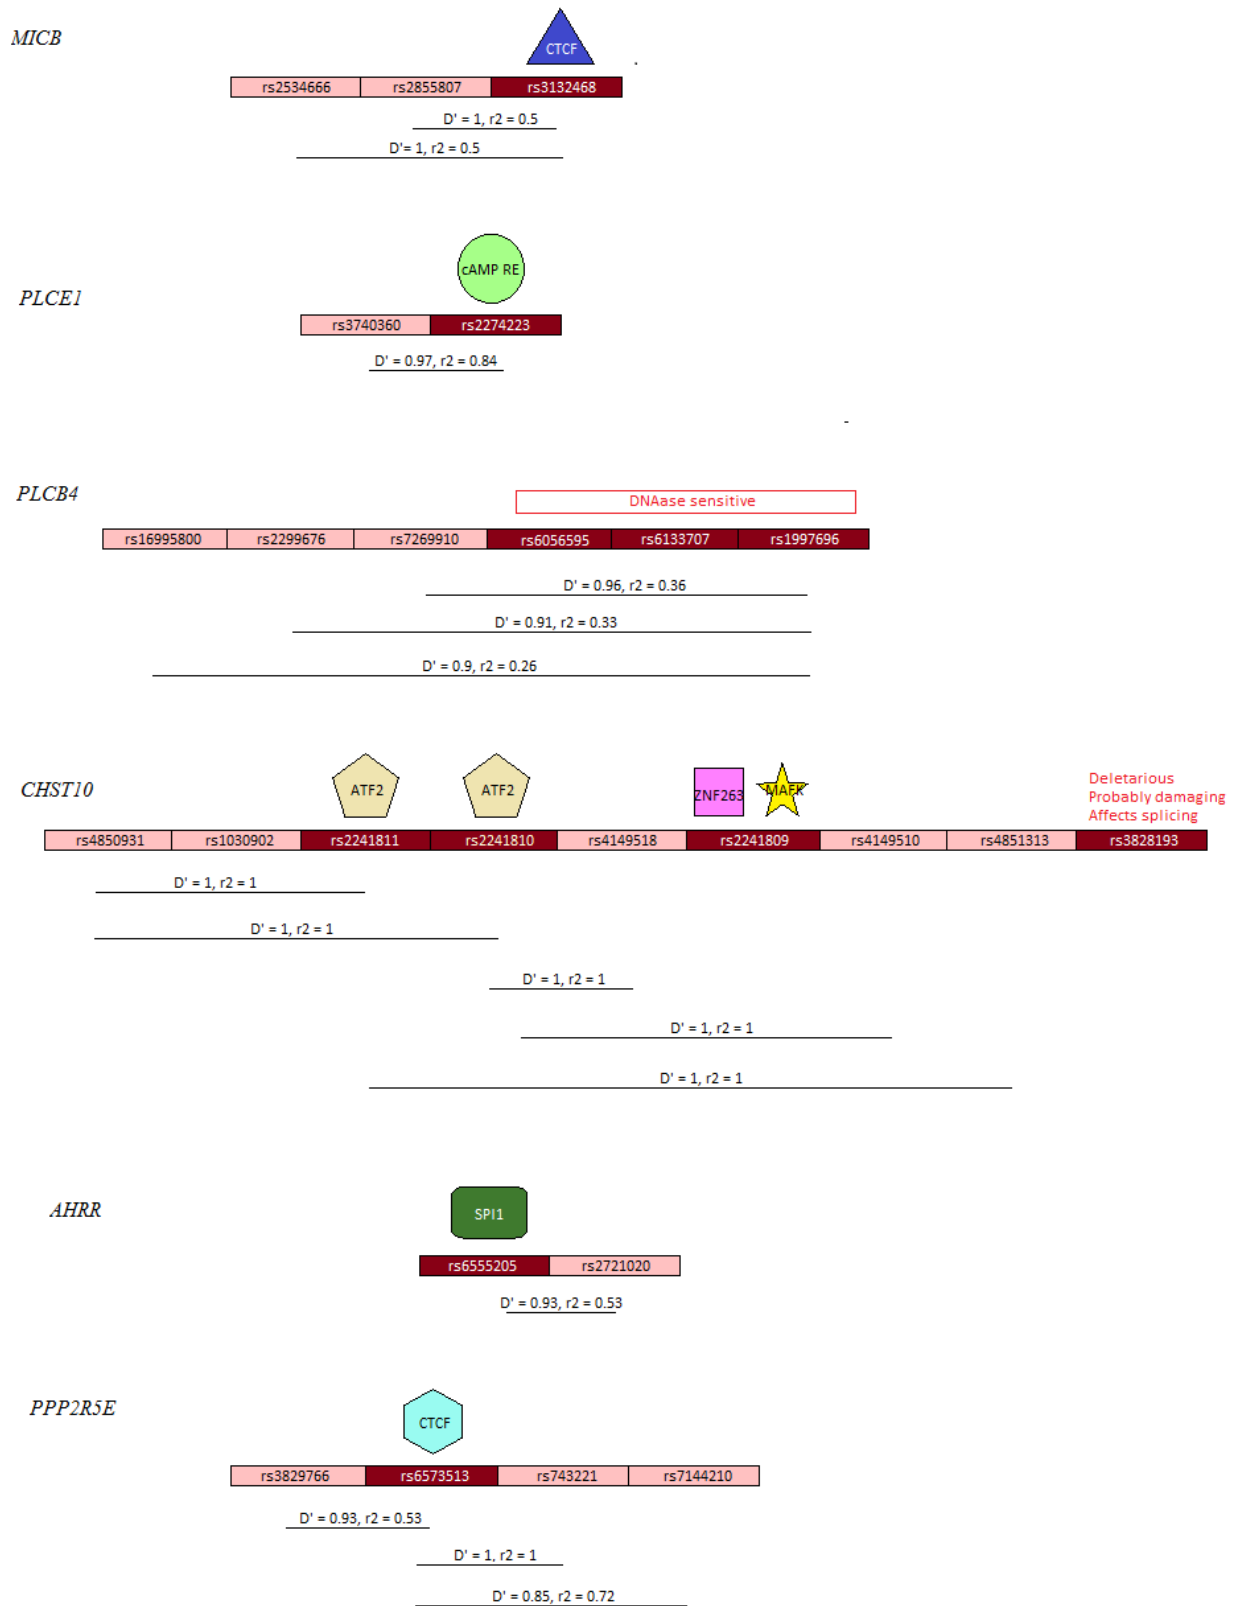 MICB
CTCF
rs2534666 rs2855807 rs3132468
D' = 1, r2 = 0.5
D'= 1, r2 = 0.5
PLCE1
cAMP RE
rs3740360 rs2274223
D' = 0.97, r2 = 0.84
PLCB4
DNAase sensitive
rs16995800 rs2299676 rs7269910 rs6056595 rs6133707 rs1997696
D' = 0.96, r2 = 0.36
D' = 0.91, r2 = 0.33
D' = 0.9, r2 = 0.26
CHST10
ATF2 ATF2 ZNF263 MAFK
Deletarious
Probably damaging
Affects splicing
rs4850931 rs1030902 rs2241811 rs2241810 rs4149518 rs2241809 rs4149510 rs4851313 rs3828193
D' = 1, r2 = 1
D' = 1, r2 = 1
D' = 1, r2 = 1
D' = 1, r2 = 1
D' = 1, r2 = 1
AHRR
SPI1
rs6555205 rs2721020
D' = 0.93, r2 = 0.53
PPP2R5E
CTCF
rs3829766 rs6573513 rs743221 rs7144210
D' = 0.93, r2 = 0.53
D' = 1, r2 = 1
D' = 0.85, r2 = 0.72